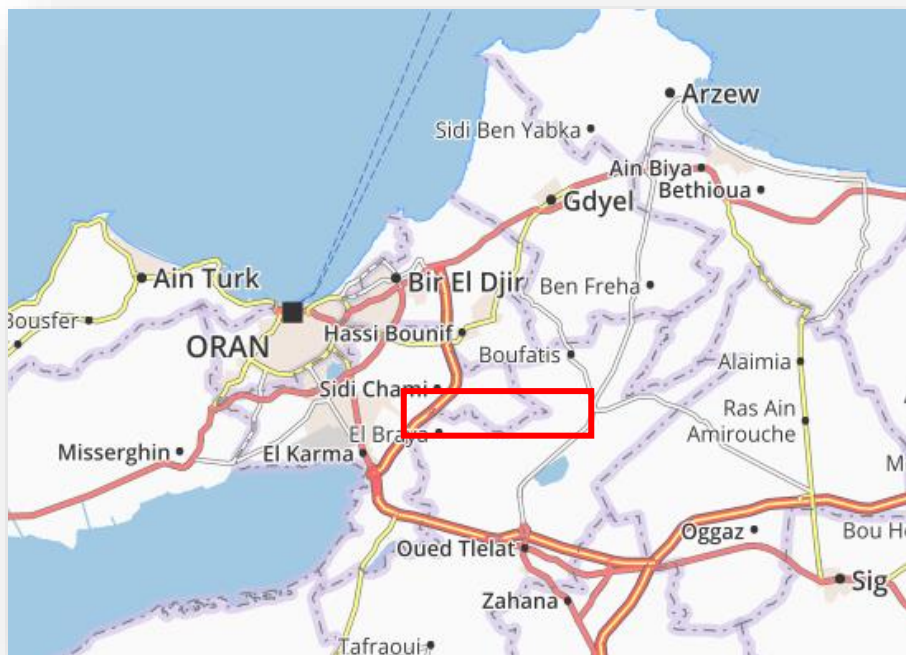 Arzew
Sidi Ben Yabka
Ain Biya
Bethioua
Gdyel
Ain Turk
Bir El Djir
Ben Freha
Bousfer
Hassi Bounif
ORAN
Boufatis
Alaimia
Sidi Chami
Ras Ain
Amirouche
El Braya
Misserghin
El Karma
Oggaz
Oued Tlelat
Sig
Zahana
Tafraoui